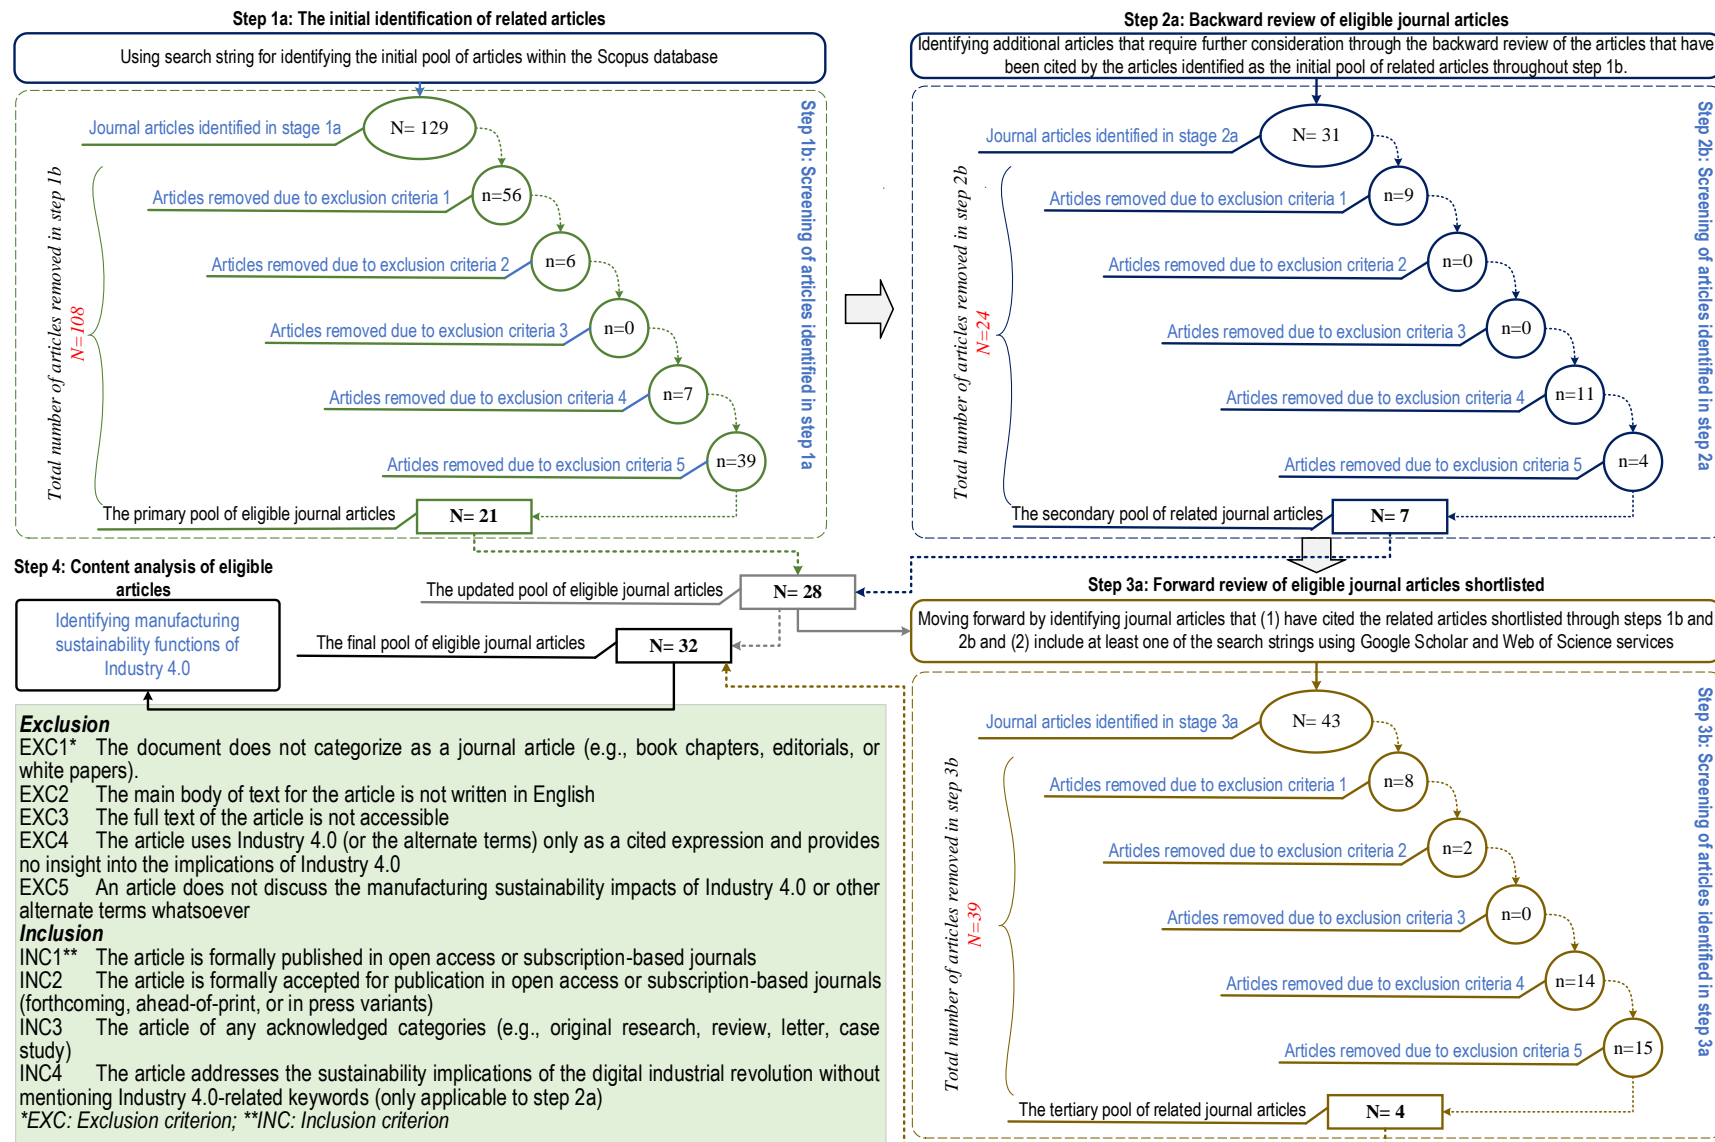 Step 1a: The initial identification of related articles
Using search string for identifying the initial pool of articles within the Scopus database
Journal articles identified in stage 1a
N= 129
Articles removed due to exclusion criteria 1
n=56
Articles removed due to exclusion criteria 2
n=6
Articles removed due to exclusion criteria 3
n=0
Articles removed due to exclusion criteria 4
n=7
Articles removed due to exclusion criteria 5
n=39
The primary pool of eligible journal articles
N= 21
Total number of articles removed in step 1b
N=108
Step 1b: Screening of articles identified in step 1a
Step 2a: Backward review of eligible journal articles
Identifying additional articles that require further consideration through the backward review of the articles that have
been cited by the articles identified as the initial pool of related articles throughout step 1b.
Journal articles identified in stage 2a
N= 31
Articles removed due to exclusion criteria 1
n=9
Articles removed due to exclusion criteria 2
n=0
Articles removed due to exclusion criteria 3
n=0
Articles removed due to exclusion criteria 4
n=11
Articles removed due to exclusion criteria 5
n=4
The secondary pool of related journal articles
N= 7
Total number of articles removed in step 2b
N=24
Step 2b: Screening of articles identified in step 2a
The updated pool of eligible journal articles
N= 28
The final pool of eligible journal articles
N= 32
Step 3a: Forward review of eligible journal articles shortlisted
Moving forward by identifying journal articles that (1) have cited the related articles shortlisted through steps 1b and
2b and (2) include at least one of the search strings using Google Scholar and Web of Science services
Journal articles identified in stage 3a
N= 43
Articles removed due to exclusion criteria 1
n=8
Articles removed due to exclusion criteria 2
n=2
Articles removed due to exclusion criteria 3
n=0
Articles removed due to exclusion criteria 4
n=14
Articles removed due to exclusion criteria 5
n=15
The tertiary pool of related journal articles
N= 4
Total number of articles removed in step 3b
N=39
Step 3b: Screening of articles identified in step 3a
Step 4: Content analysis of eligible
articles
Identifying manufacturing
sustainability functions of
Industry 4.0
Exclusion
EXC1* The document does not categorize as a journal article (e.g., book chapters, editorials, or
white papers).
EXC2 The main body of text for the article is not written in English
EXC3 The full text of the article is not accessible
EXC4 The article uses Industry 4.0 (or the alternate terms) only as a cited expression and provides
no insight into the implications of Industry 4.0
EXC5 An article does not discuss the manufacturing sustainability impacts of Industry 4.0 or other
alternate terms whatsoever
Inclusion
INC1** The article is formally published in open access or subscription-based journals
INC2 The article is formally accepted for publication in open access or subscription-based journals
(forthcoming, ahead-of-print, or in press variants)
INC3 The article of any acknowledged categories (e.g., original research, review, letter, case
study)
INC4 The article addresses the sustainability implications of the digital industrial revolution without
mentioning Industry 4.0-related keywords (only applicable to step 2a)
*EXC: Exclusion criterion; **INC: Inclusion criterion